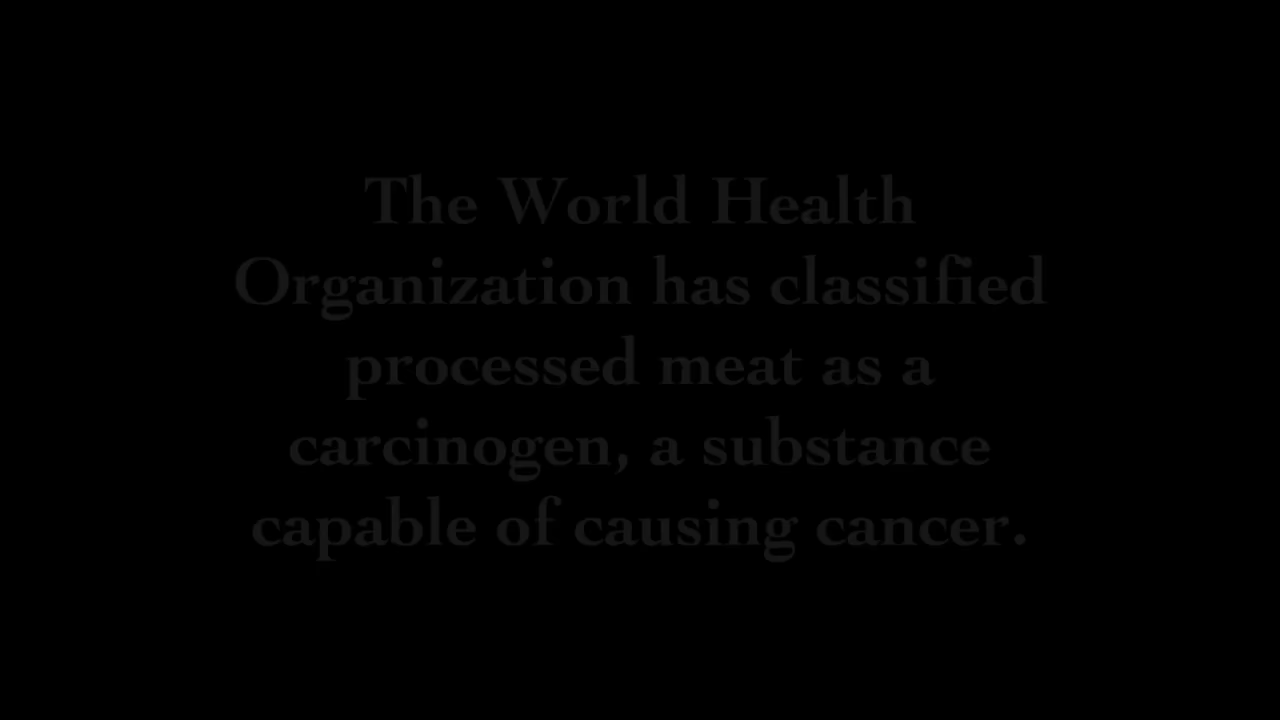 The World Health
Organization has classified
processed meat as a
carcinogen, a substance
capable of causing cancer.